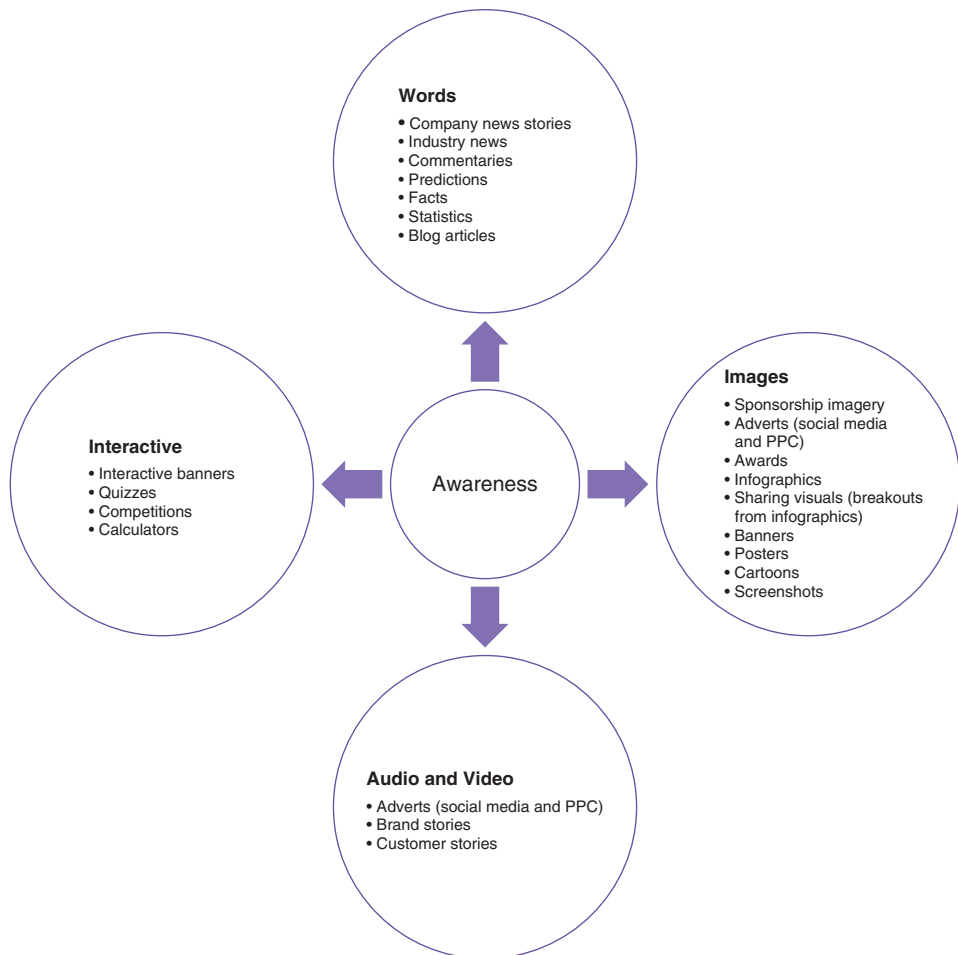 Words
• Company news stories
• Industry news
• Commentaries
• Predictions
• Facts
• Statistics
• Blog articles
Interactive
• Interactive banners
• Quizzes
• Competitions
• Calculators
Awareness
Images
• Sponsorship imagery
• Adverts (social media
and PPC)
• Awards
• Infographics
• Sharing visuals (breakouts
from infographics)
• Banners
• Posters
• Cartoons
• Screenshots
Audio and Video
• Adverts (social media and PPC)
• Brand stories
• Customer stories